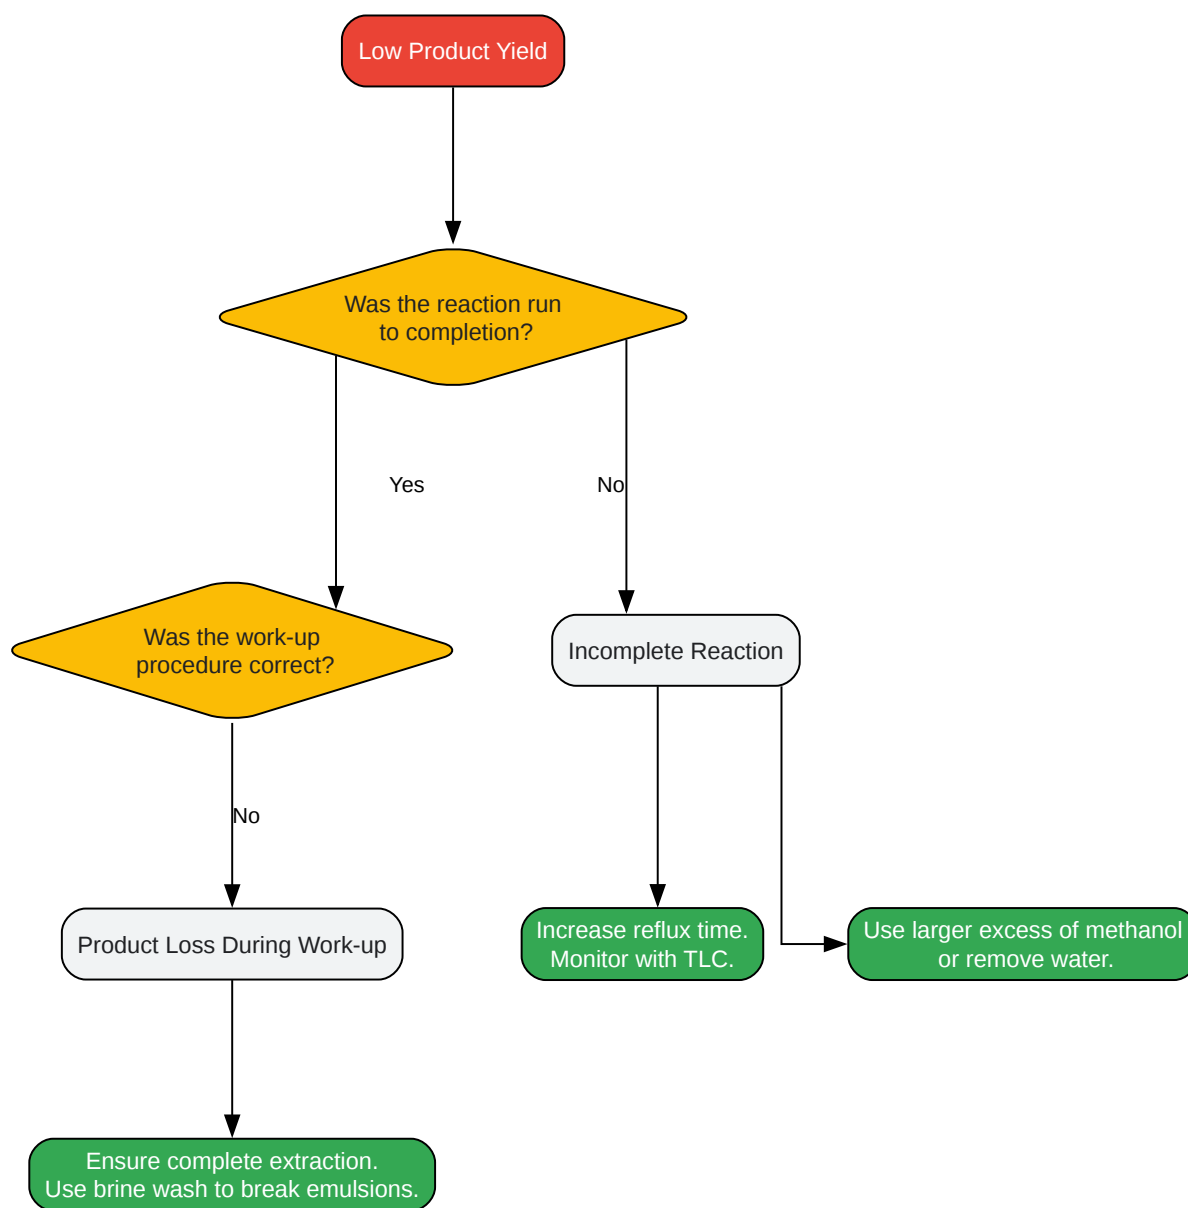 Low Product Yield
Was the reaction run
to completion?
Yes
No
Was the work-up
procedure correct?
Incomplete Reaction
No
Product Loss During Work-up
Increase reflux time.
Monitor with TLC.
Use larger excess of methanol
or remove water.
Ensure complete extraction.
Use brine wash to break emulsions.